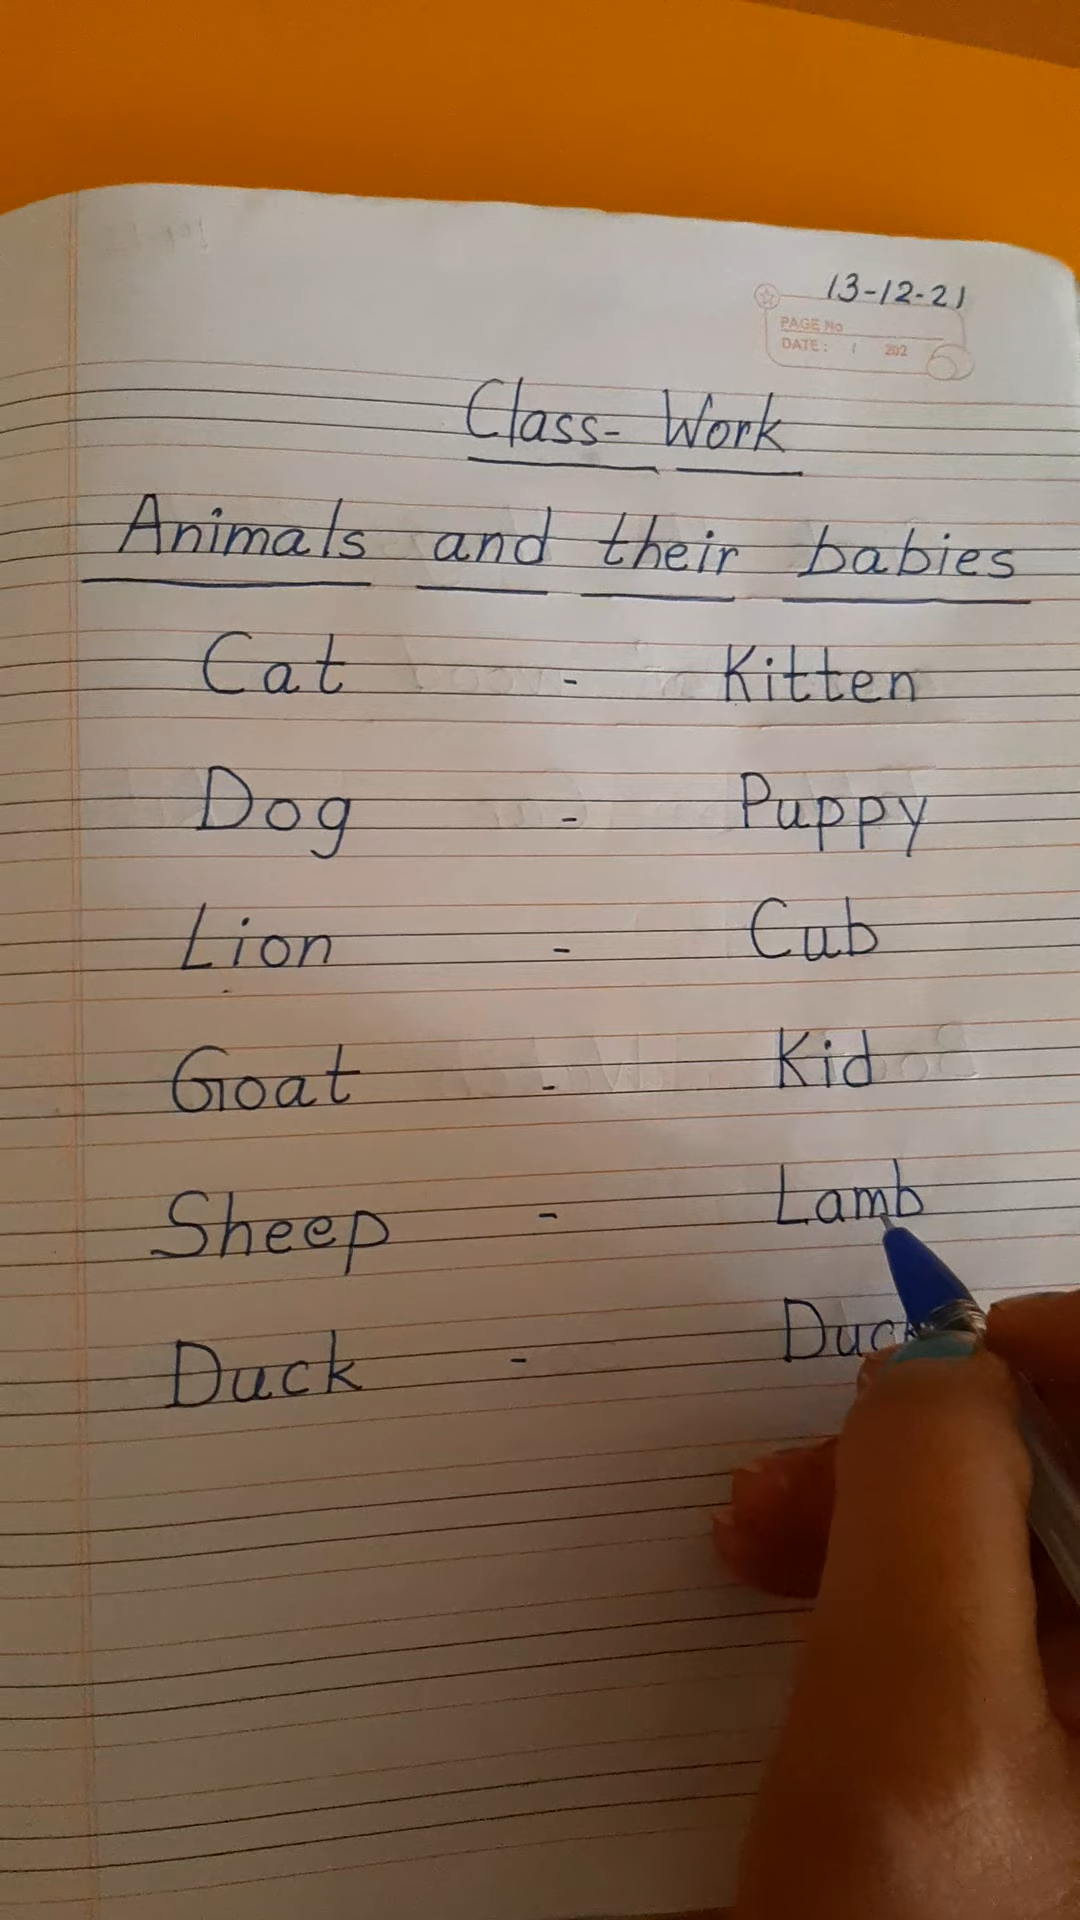 13-12-21
PAGE No
DATE: / 202
Class-Work
Animals and their babies
Cat - Kitten
Dog - Puppy
Lion - Cub
Goat - Kid
Sheep - Lamb
Duck - Duck